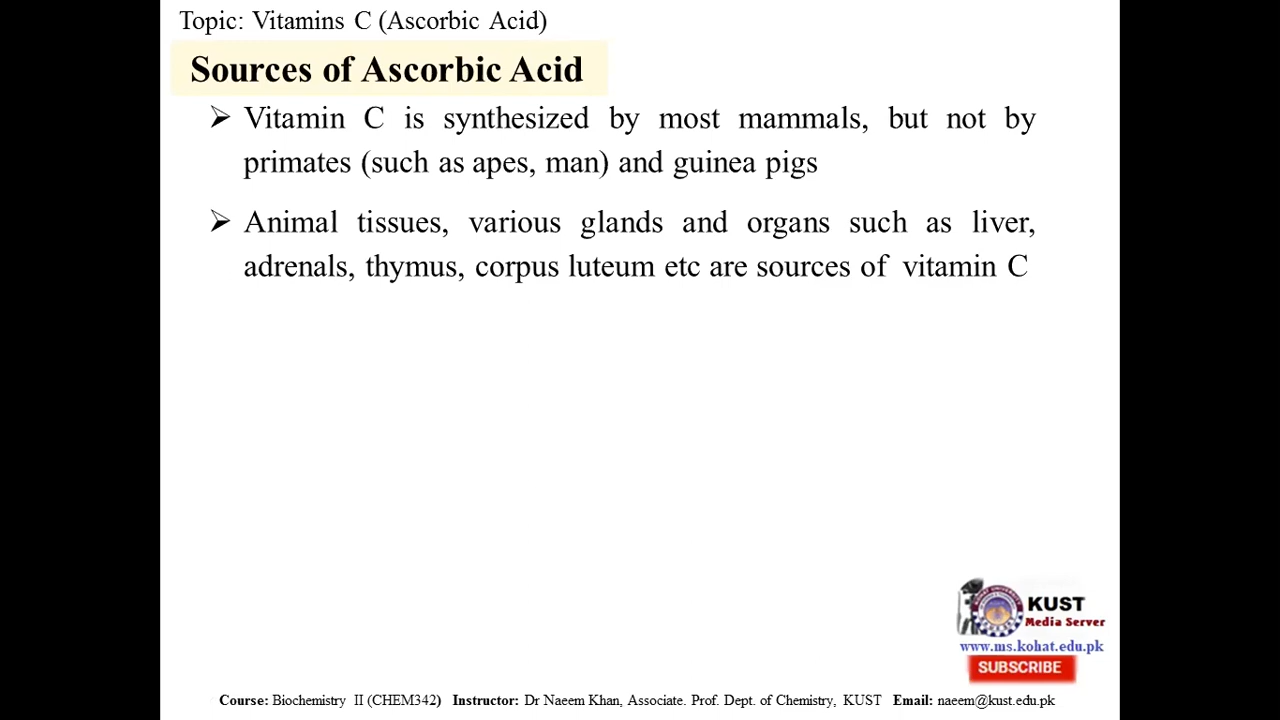 Topic: Vitamins C (Ascorbic Acid)
Sources of Ascorbic Acid
➢ Vitamin C is synthesized by most mammals, but not by
primates (such as apes, man) and guinea pigs
➢ Animal tissues, various glands and organs such as liver,
adrenals, thymus, corpus luteum etc are sources of vitamin C
KUST
Media Server
www.ms.kohat.edu.pk
SUBSCRIBE
Course: Biochemistry II (CHEM342) Instructor: Dr Naeem Khan, Associate. Prof. Dept. of Chemistry, KUST Email: naeem@kust.edu.pk